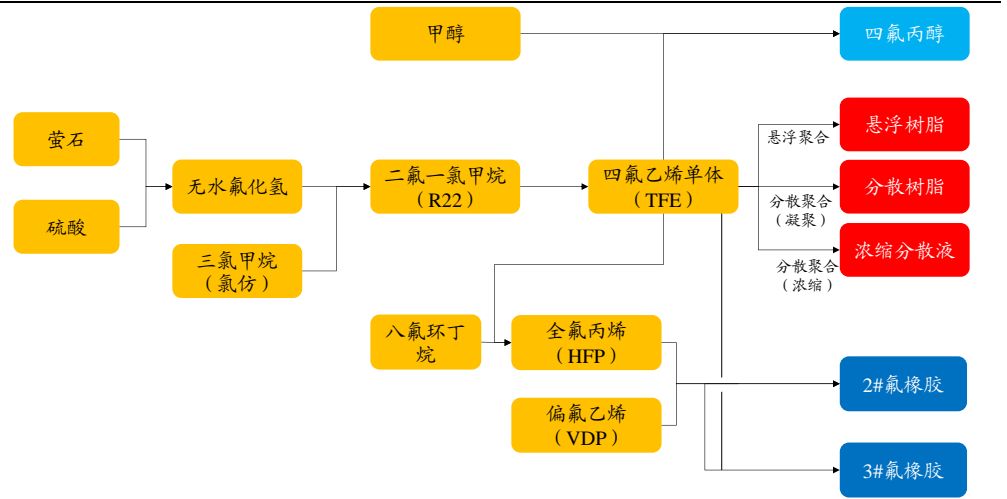 甲醇
四氟丙醇
萤石
硫酸
无水氟化氢
三氯甲烷
（氯仿）
二氟一氯甲烷
（R22）
四氟乙烯单体
（TFE）
悬浮聚合
悬浮树脂
分散聚合
（凝聚）
分散树脂
分散聚合
（浓缩）
浓缩分散液
八氟环丁
烷
全氟丙烯
（HFP）
偏氟乙烯
（VDP）
2#氟橡胶
3#氟橡胶